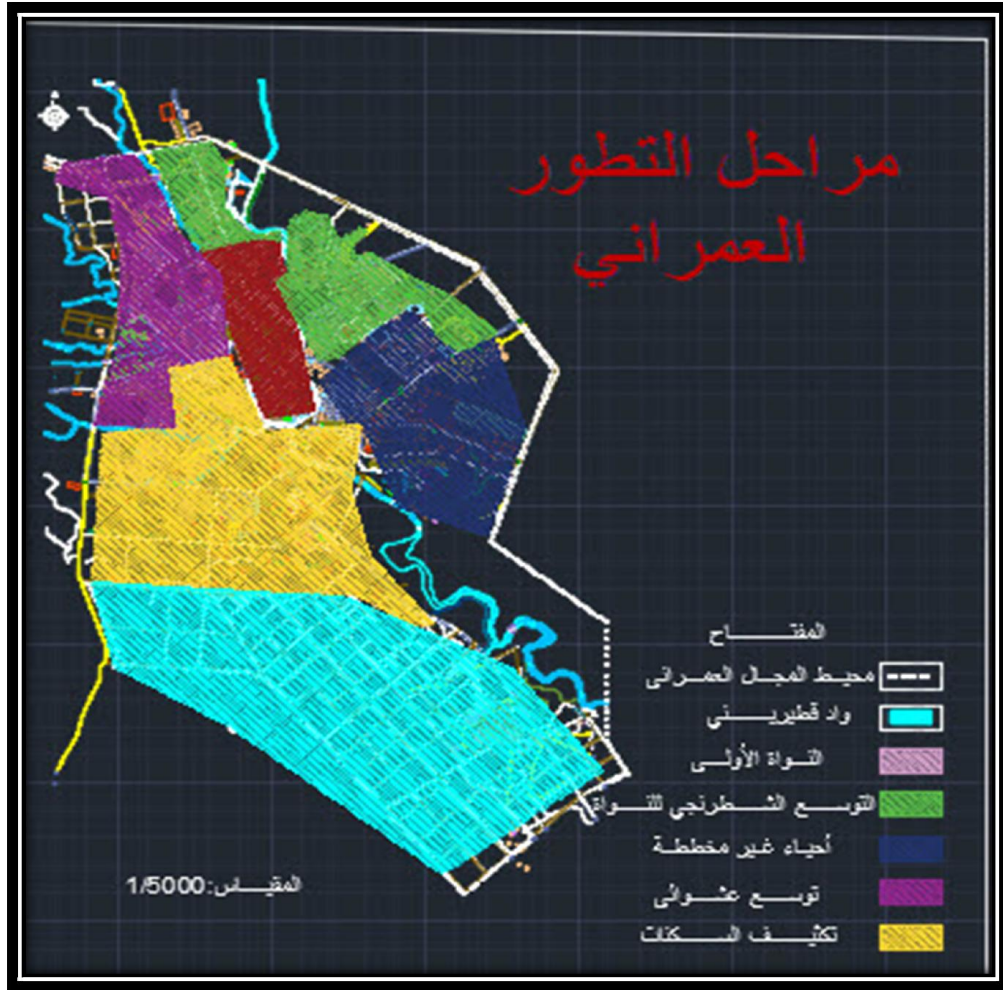 مراحل التطور
العمراني
المفتاح
محيط المجال العمراني
واد قطيريني
النواة الأولى
التوسع الشطرنجي للنواة
أحياء غير مخططة
توسع عشوائي
تكثيف السكنات
المقياس:1/5000